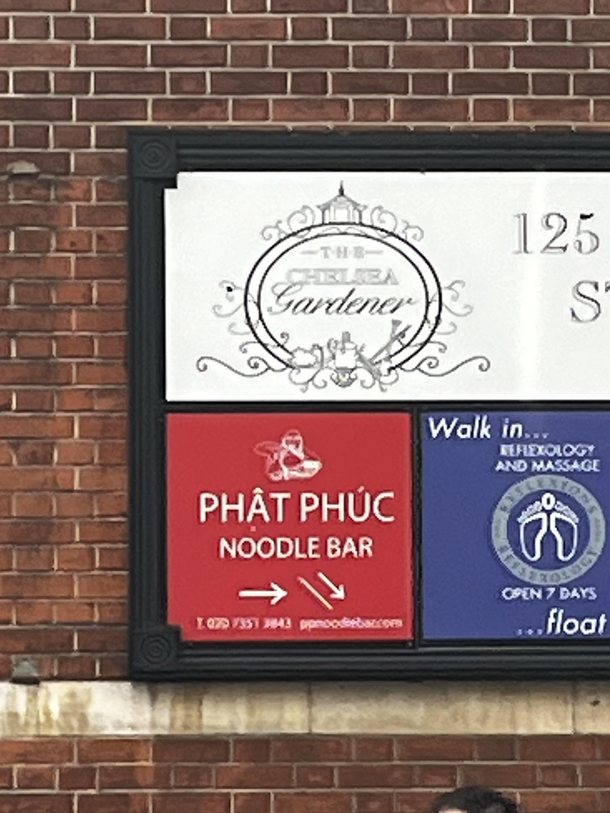 THE
CHELSEA
Gardener
125
ST
PHẬT PHÚC
NOODLE BAR
T. 020 7351 3843 ppnoodlebar.com
Walk in...
REFLEXOLOGY
AND MASSAGE
REFLEXIONS
REFLEXOLOGY
OPEN 7 DAYS
...float